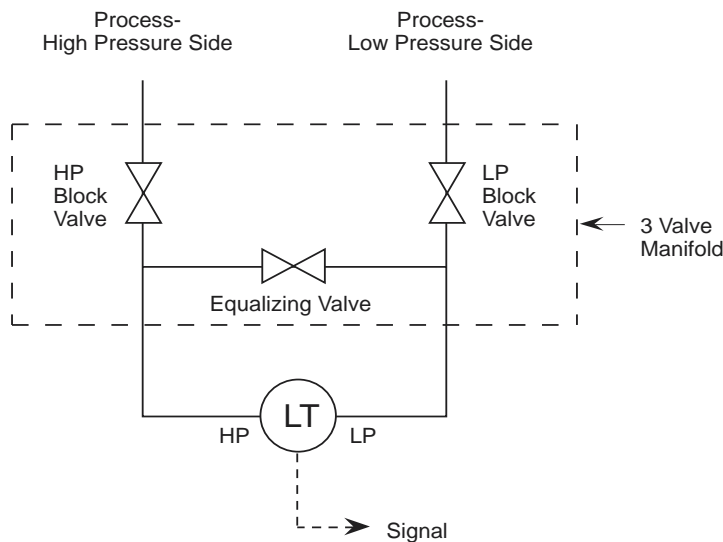 Process-
High Pressure Side
Process-
Low Pressure Side
HP
Block
Valve
LP
Block
Valve
3 Valve
Manifold
Equalizing Valve
HP
LT
LP
Signal